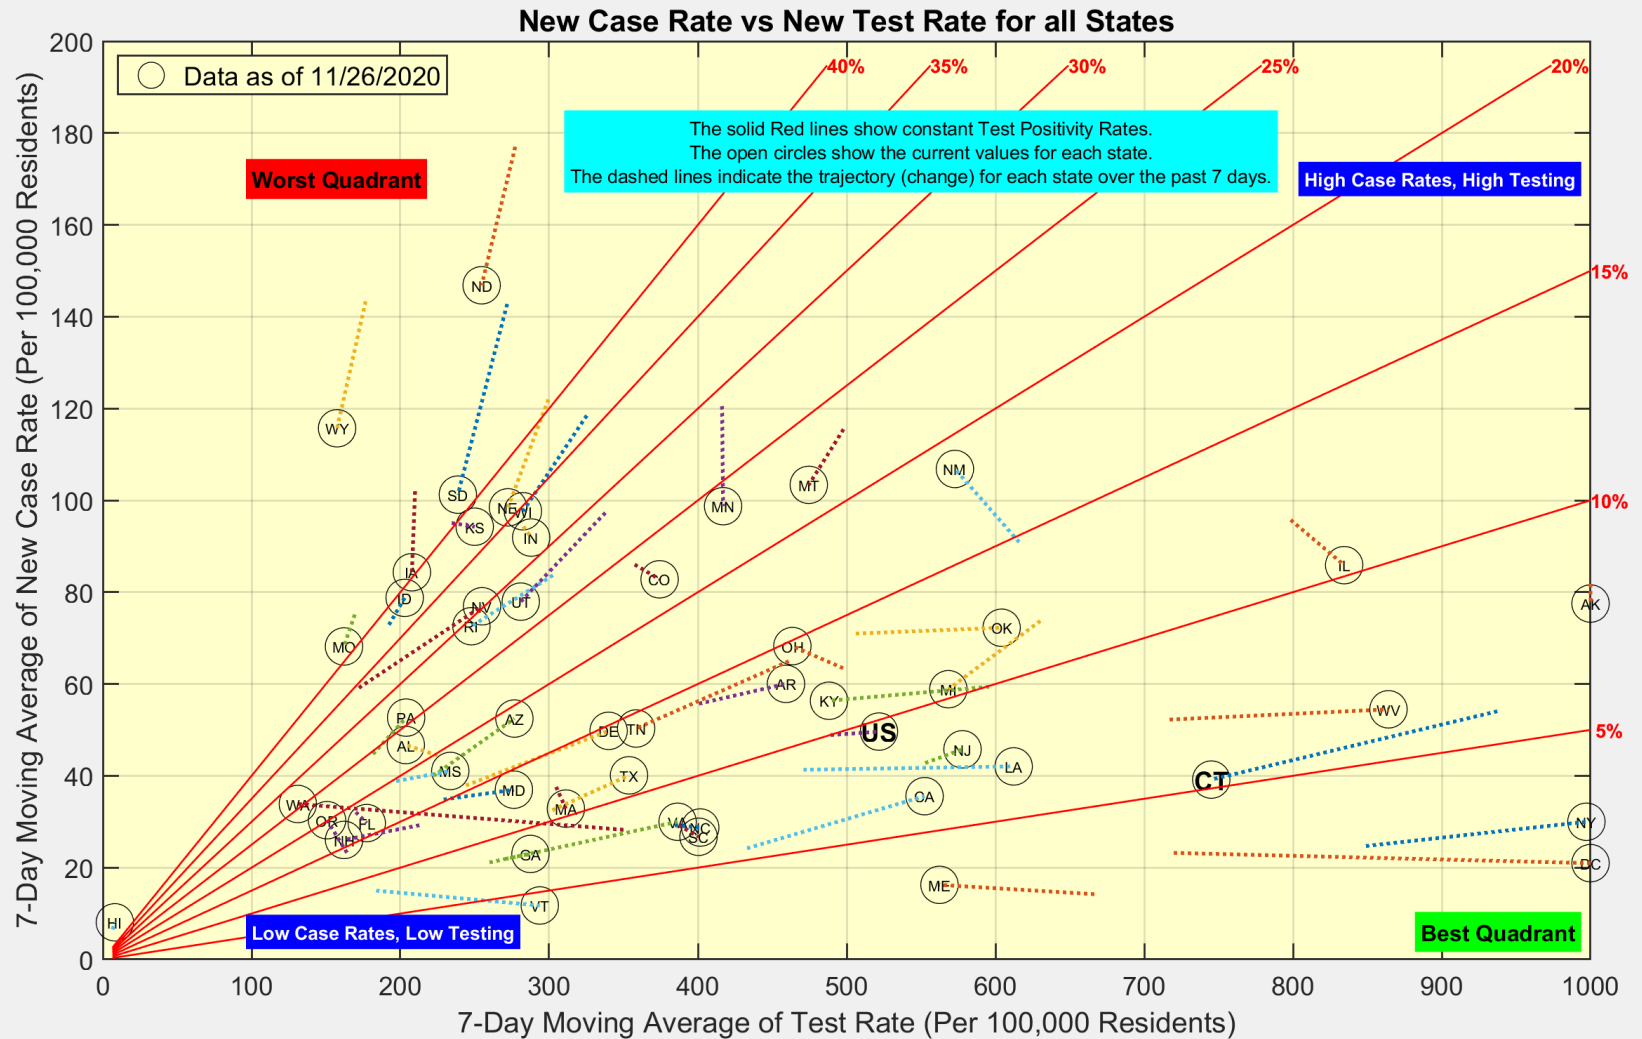 New Case Rate vs New Test Rate for all States
200
180
160
140
120
100
80
60
40
20
0
7-Day Moving Average of New Case Rate (Per 100,000 Residents)
Data as of 11/26/2020
40%
35%
30%
25%
20%
15%
10%
5%
The solid Red lines show constant Test Positivity Rates.
The open circles show the current values for each state.
The dashed lines indicate the trajectory (change) for each state over the past 7 days.
Worst Quadrant
High Case Rates, High Testing
ND
WY
NM
MT
SD
NE
WI
MN
KS
IN
IL
IA
CO
ID
UT
NV
AK
RI
OK
MO
OH
AR
MI
KY
WV
PA
AZ
DE
TN
US
AL
NJ
MS
TX
LA
CT
MD
CA
WA
MA
OR
FL
VA
NC
SC
NY
NH
GA
DC
ME
VT
HI
Low Case Rates, Low Testing
Best Quadrant
0 100 200 300 400 500 600 700 800 900 1000
7-Day Moving Average of Test Rate (Per 100,000 Residents)